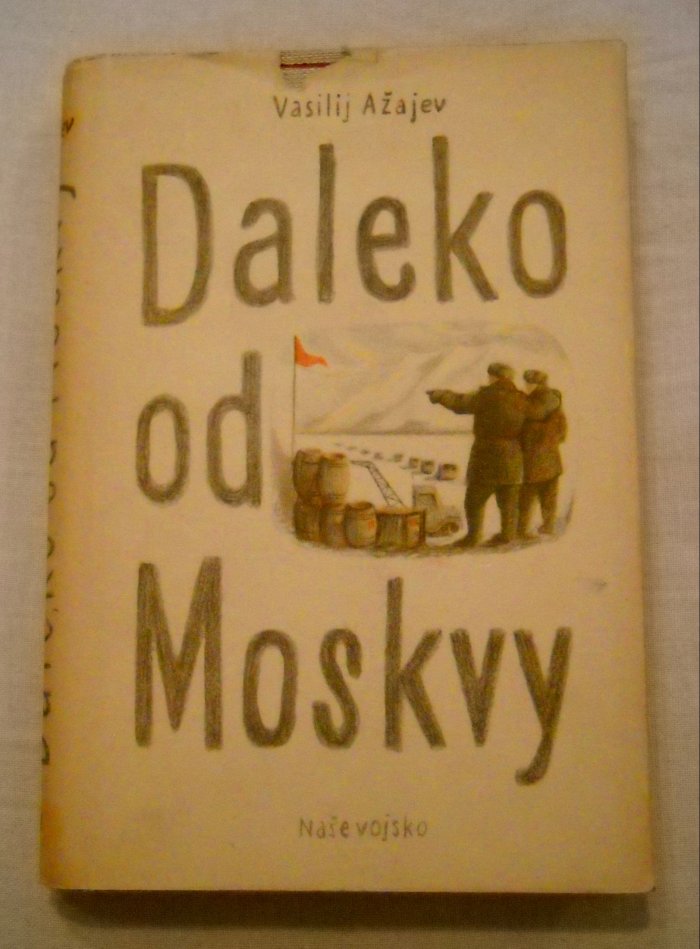 Vasilij Ažajev
Daleko
od
Moskvy
Naše vojsko